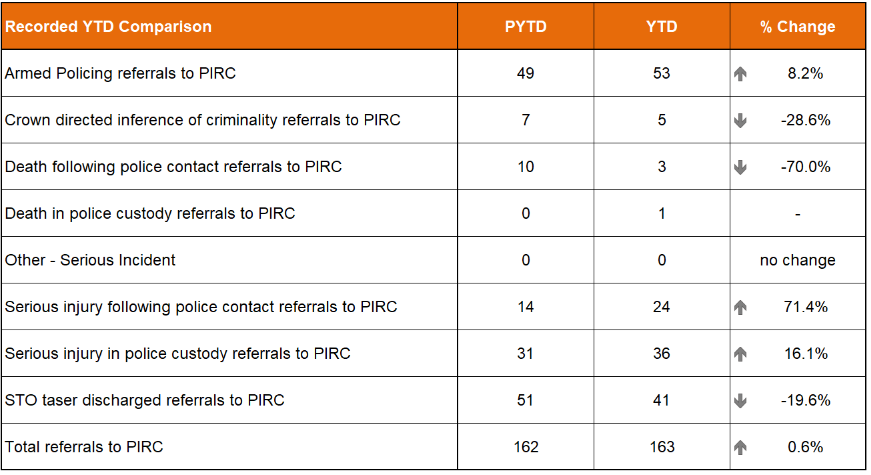 Recorded YTD Comparison PYTD YTD % Change
Armed Policing referrals to PIRC 49 53 8.2%
Crown directed inference of criminality referrals to PIRC 7 5 -28.6%
Death following police contact referrals to PIRC 10 3 -70.0%
Death in police custody referrals to PIRC 0 1 -
Other - Serious Incident 0 0 no change
Serious injury following police contact referrals to PIRC 14 24 71.4%
Serious injury in police custody referrals to PIRC 31 36 16.1%
STO taser discharged referrals to PIRC 51 41 -19.6%
Total referrals to PIRC 162 163 0.6%